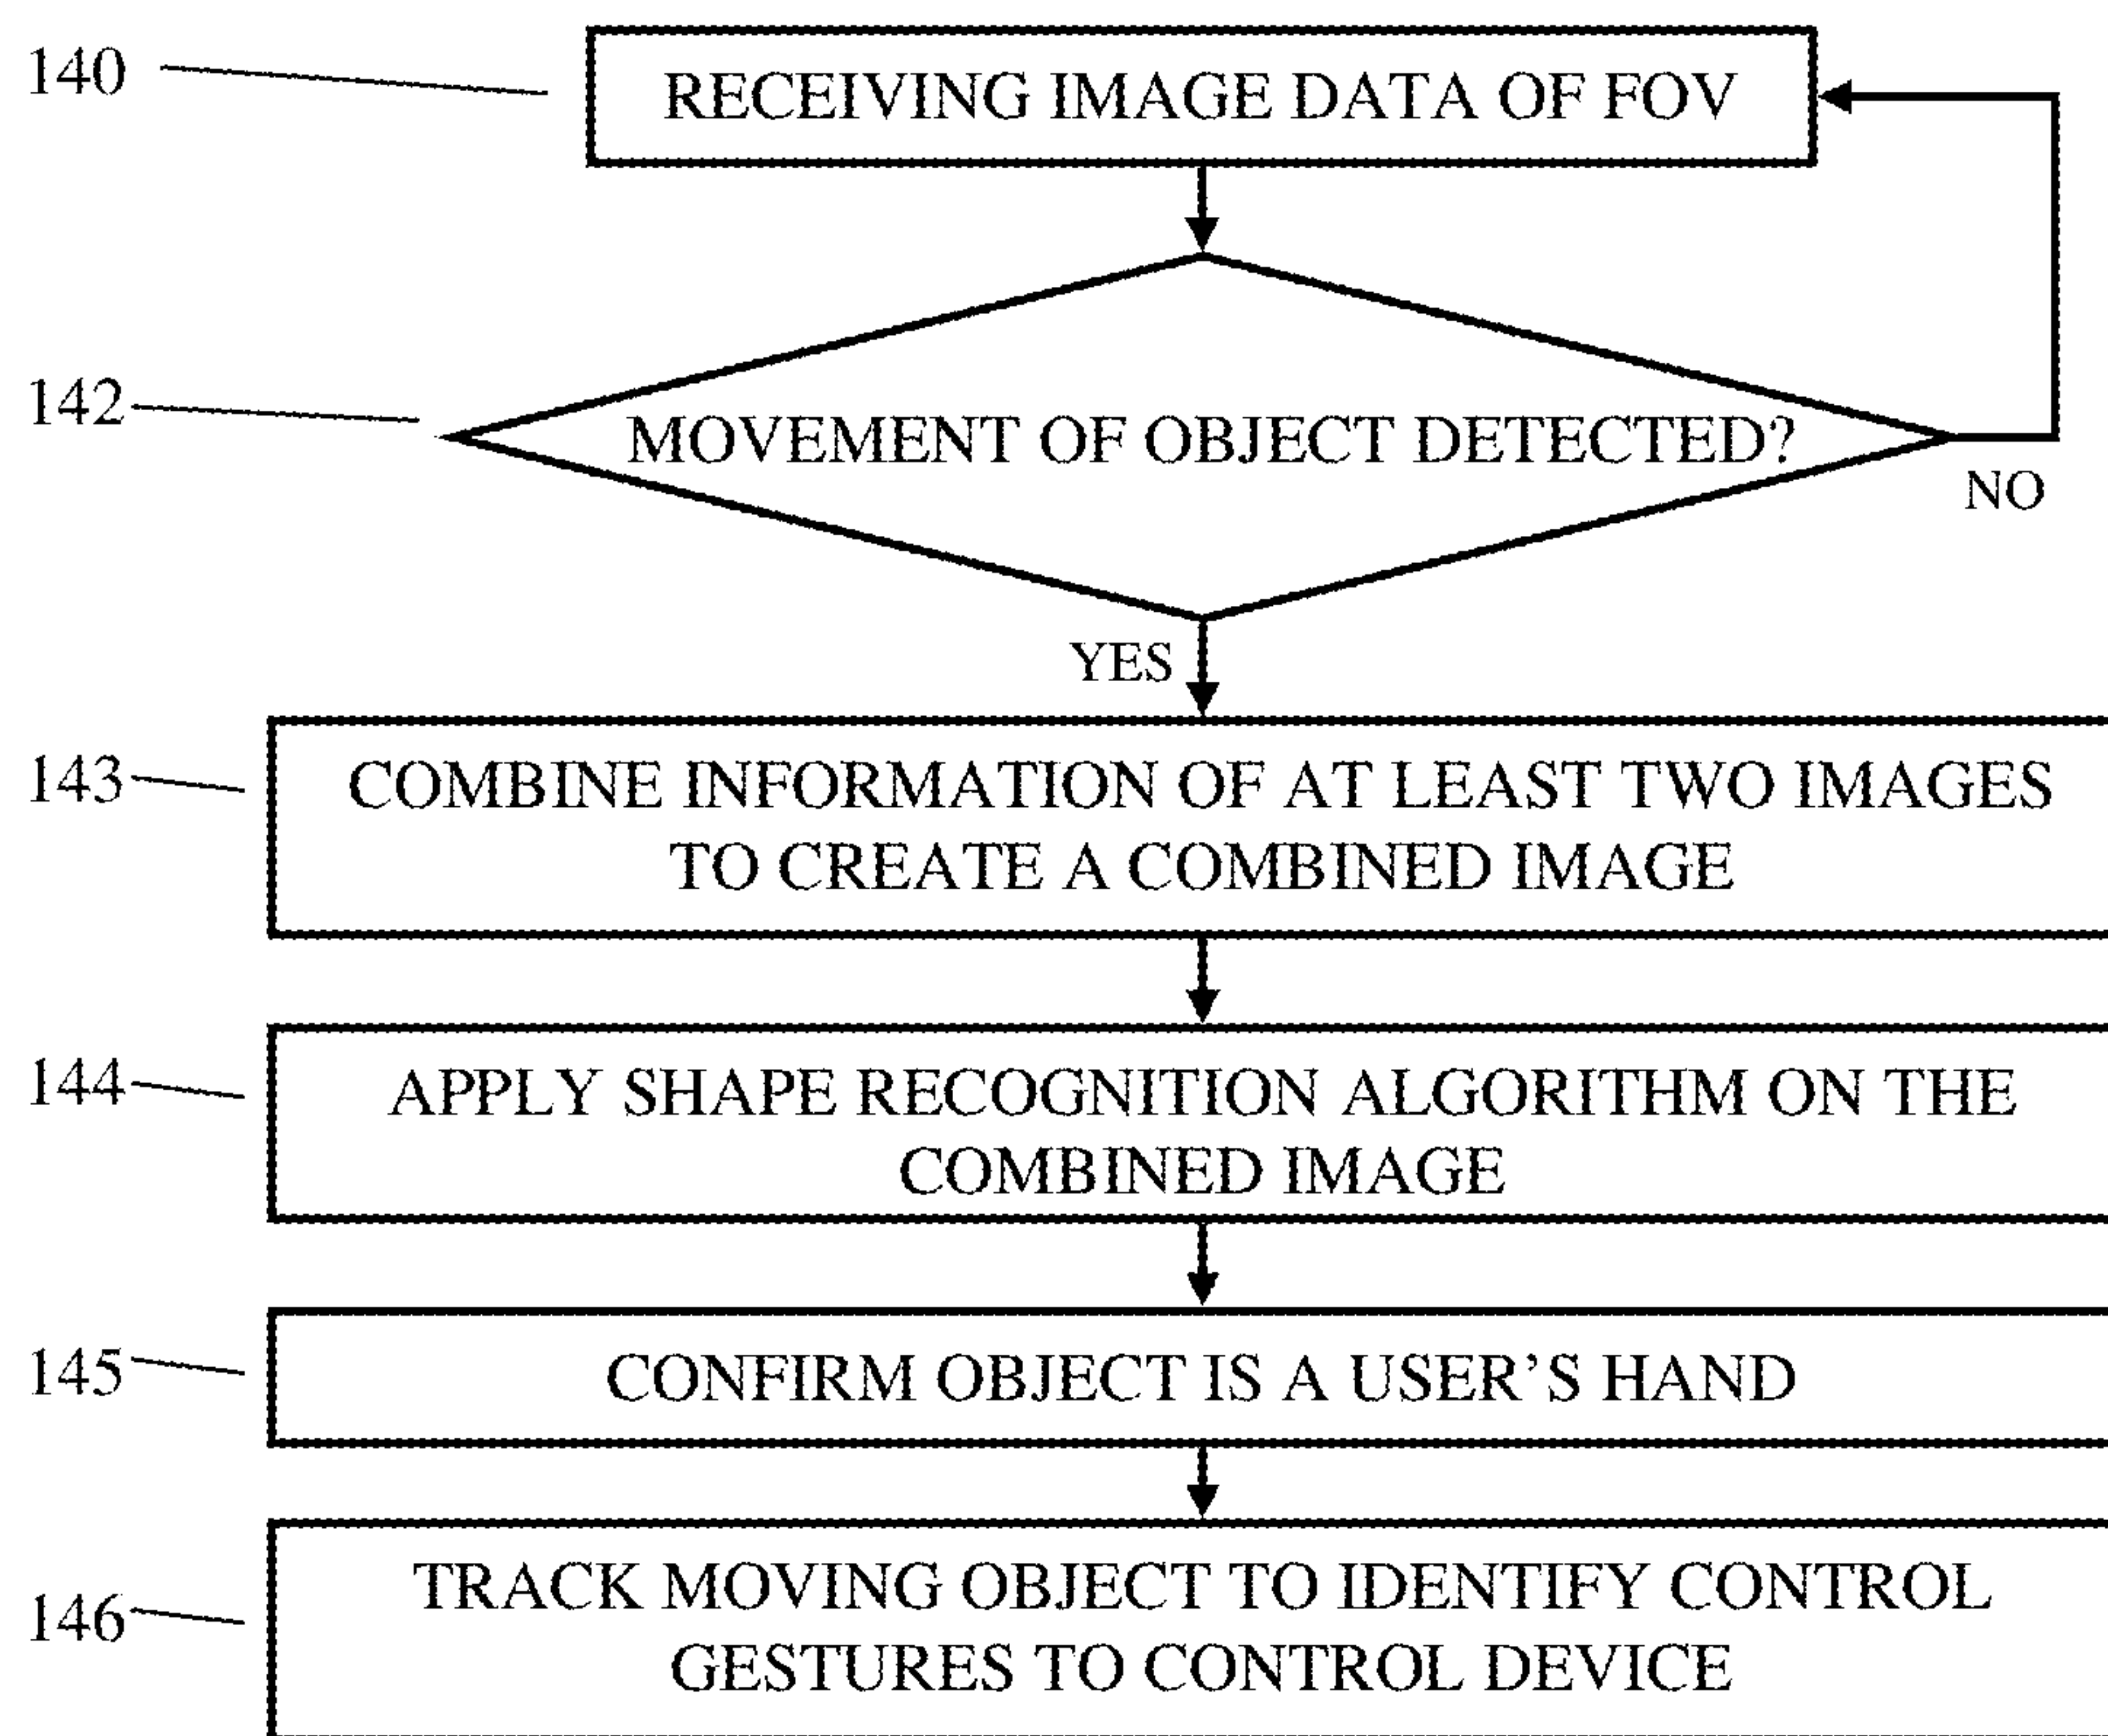 140
RECEIVING IMAGE DATA OF FOV
142
MOVEMENT OF OBJECT DETECTED?
NO
YES
143
COMBINE INFORMATION OF AT LEAST TWO IMAGES
TO CREATE A COMBINED IMAGE
144
APPLY SHAPE RECOGNITION ALGORITHM ON THE
COMBINED IMAGE
145
CONFIRM OBJECT IS A USER’S HAND
146
TRACK MOVING OBJECT TO IDENTIFY CONTROL
GESTURES TO CONTROL DEVICE